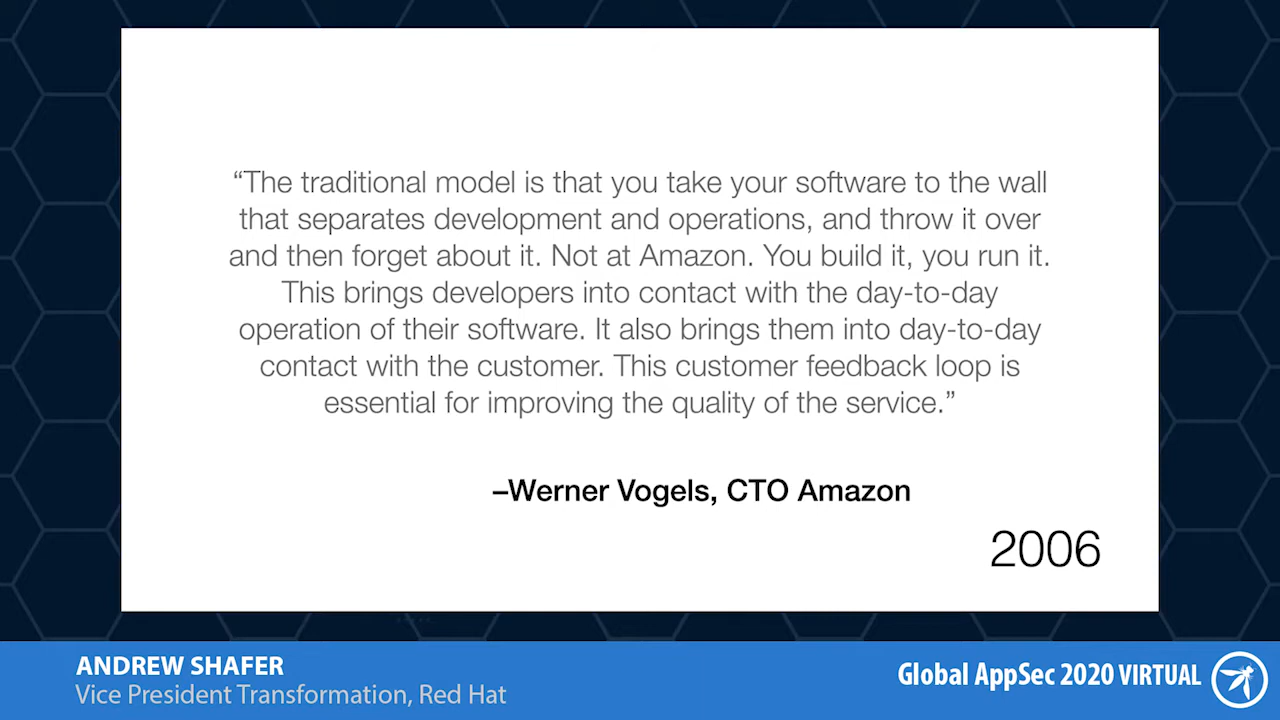 “The traditional model is that you take your software to the wall
that separates development and operations, and throw it over
and then forget about it. Not at Amazon. You build it, you run it.
This brings developers into contact with the day-to-day
operation of their software. It also brings them into day-to-day
contact with the customer. This customer feedback loop is
essential for improving the quality of the service.”
–Werner Vogels, CTO Amazon
2006
ANDREW SHAFER
Vice President Transformation, Red Hat
Global AppSec 2020 VIRTUAL